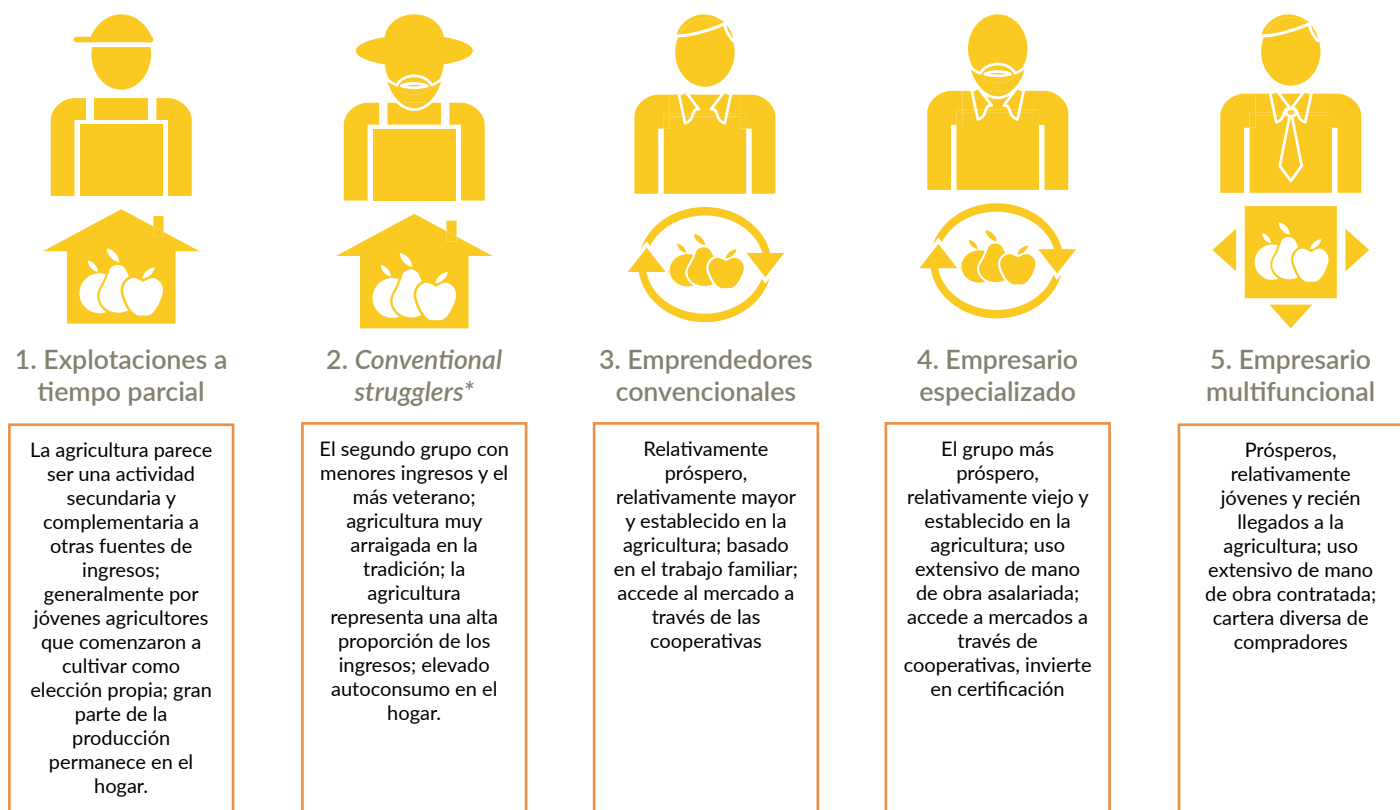 1. Explotaciones a
tiempo parcial
La agricultura parece
ser una actividad
secundaria y
complementaria a
otras fuentes de
ingresos;
generalmente por
jóvenes agricultores
que comenzaron a
cultivar como
elección propia; gran
parte de la
producción
permanece en el
hogar.
2. Conventional
strugglers*
El segundo grupo con
menores ingresos y el
más veterano;
agricultura muy
arraigada en la
tradición; la
agricultura
representa una alta
proporción de los
ingresos; elevado
autoconsumo en el
hogar.
3. Emprendedores
convencionales
Relativamente
próspero,
relativamente mayor
y establecido en la
agricultura; basado
en el trabajo familiar;
accede al mercado a
través de las
cooperativas
4. Empresario
especializado
El grupo más
próspero,
relativamente viejo y
establecido en la
agricultura; uso
extensivo de mano
de obra asalariada;
accede a mercados a
través de
cooperativas, invierte
en certificación
5. Empresario
multifuncional
Prósperos,
relativamente
jóvenes y recién
llegados a la
agricultura; uso
extensivo de mano
de obra contratada;
cartera diversa de
compradores